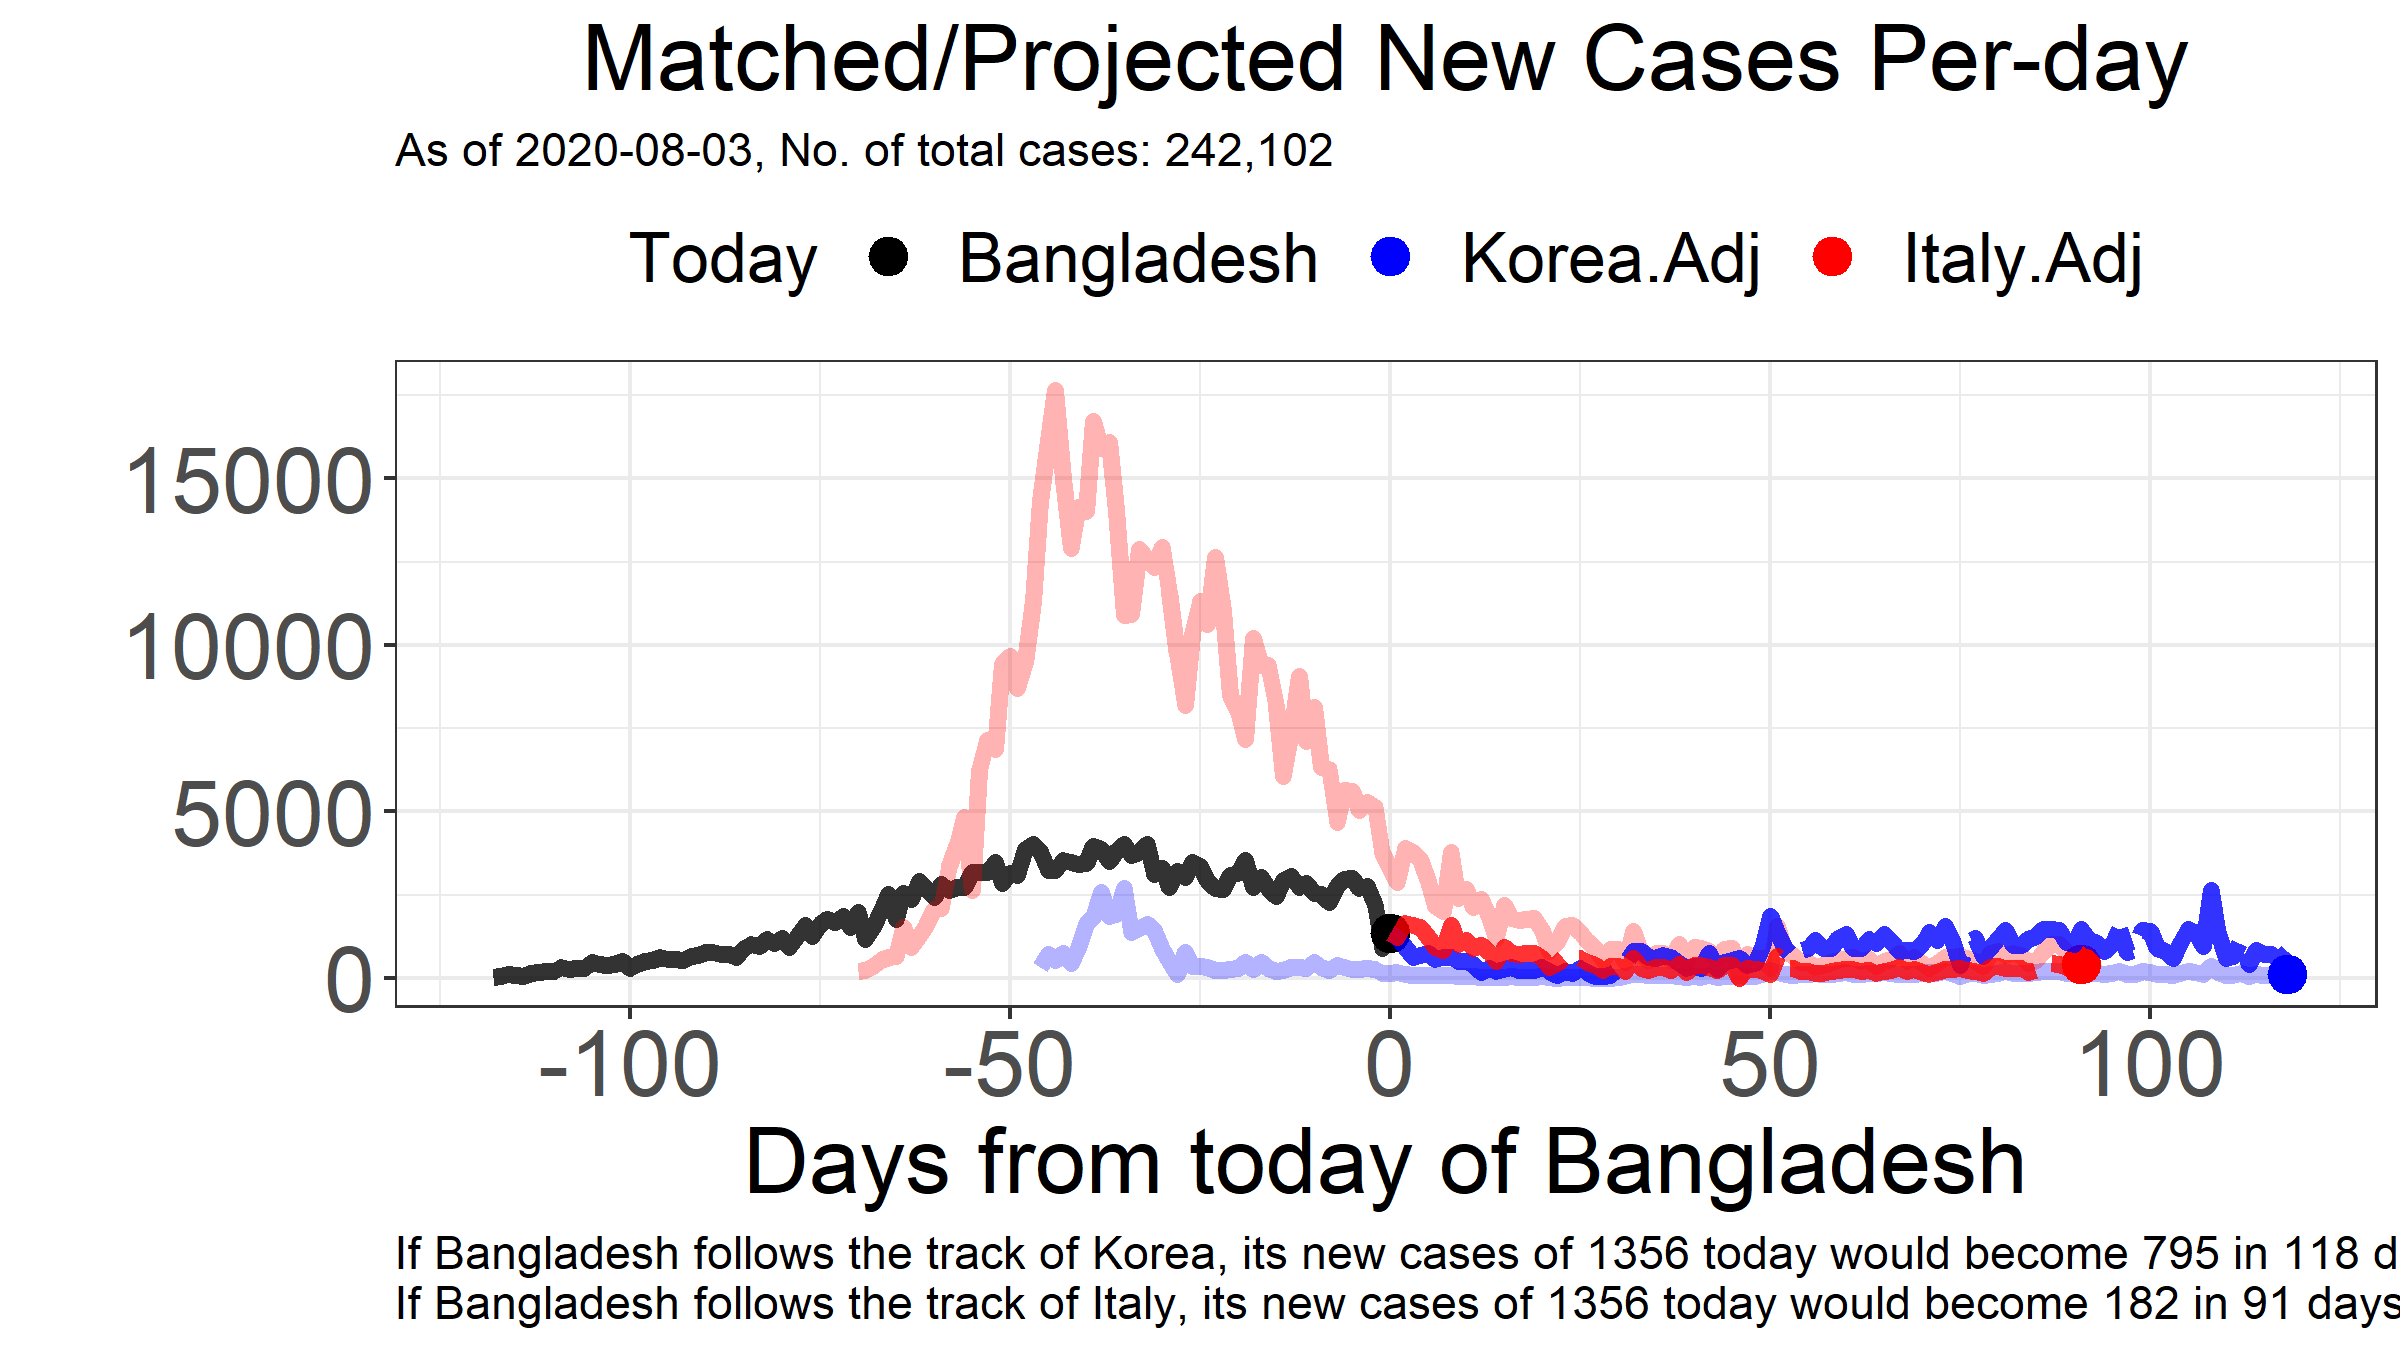 Matched/Projected New Cases Per-day
As of 2020-08-03, No. of total cases: 242,102
Today Bangladesh Korea.Adj Italy.Adj
15000
10000
5000
0
-100 -50 0 50 100
Days from today of Bangladesh
If Bangladesh follows the track of Korea, its new cases of 1356 today would become 795 in 118 d
If Bangladesh follows the track of Italy, its new cases of 1356 today would become 182 in 91 days